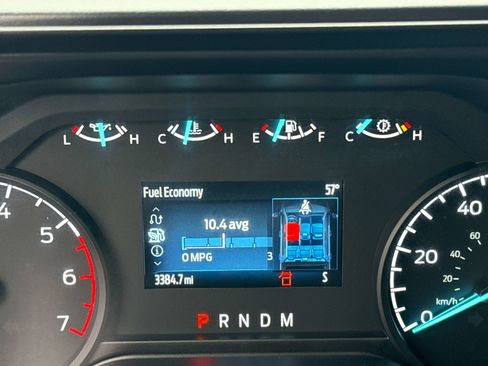 L H C H E F C H
Fuel Economy 57°
10.4 avg
0 MPG 3
3384.7 mi S
P R N D M
4
5
6
7
40
20
0
60
40
20
km/h